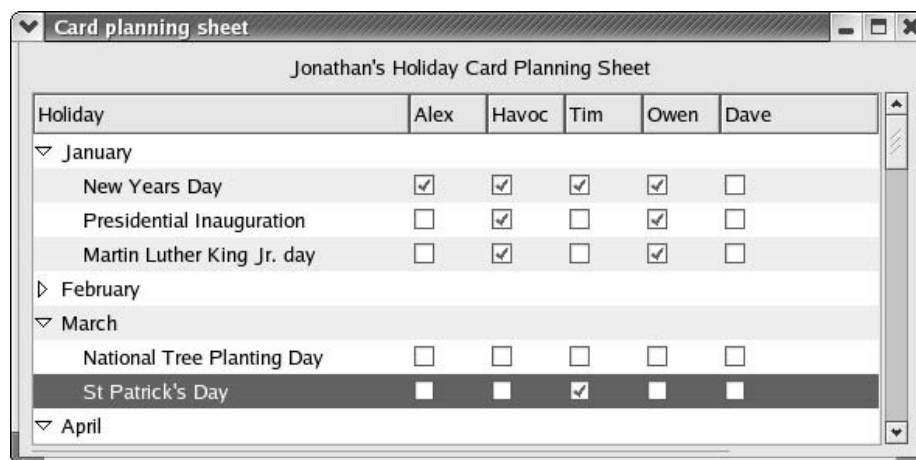 Card planning sheet
Jonathan's Holiday Card Planning Sheet
Holiday Alex Havoc Tim Owen Dave
January
New Years Day
Presidential Inauguration
Martin Luther King Jr. day
February
March
National Tree Planting Day
St Patrick's Day
April